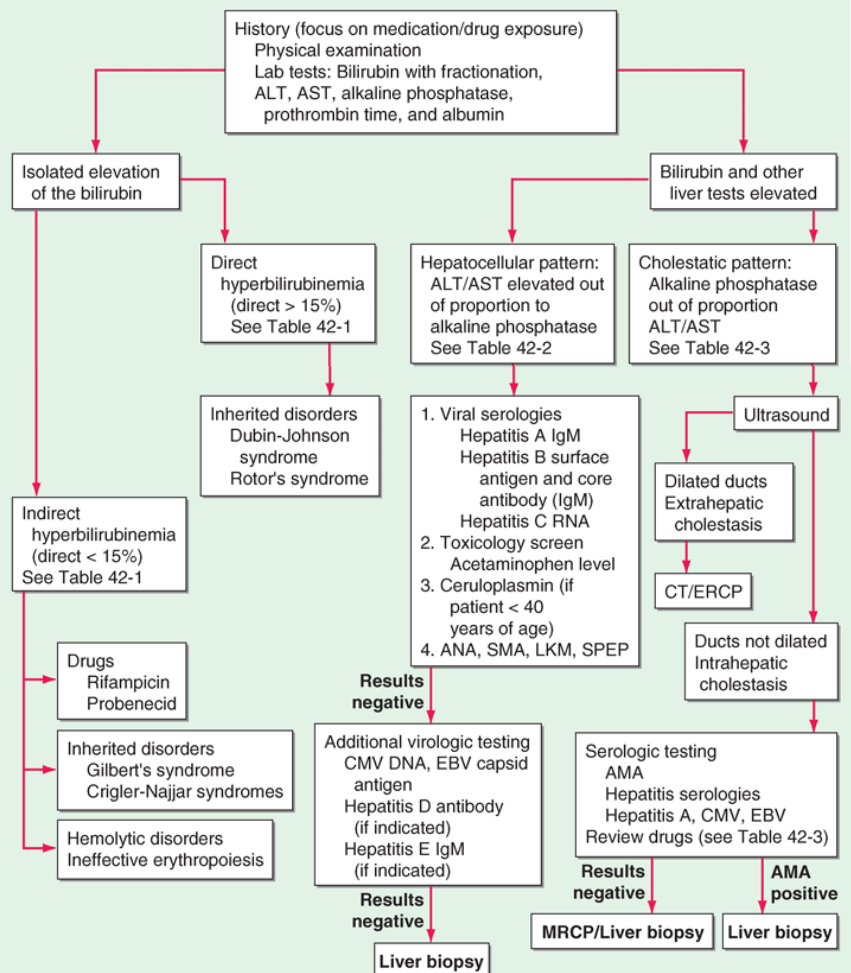 History (focus on medication/drug exposure)
Physical examination
Lab tests: Bilirubin with fractionation,
ALT, AST, alkaline phosphatase,
prothrombin time, and albumin
Isolated elevation
of the bilirubin
Bilirubin and other
liver tests elevated
Direct
hyperbilirubinemia
(direct > 15%)
See Table 42-1
Hepatocellular pattern:
ALT/AST elevated out
of proportion to
alkaline phosphatase
See Table 42-2
Cholestatic pattern:
Alkaline phosphatase
out of proportion
ALT/AST
See Table 42-3
Inherited disorders
Dubin-Johnson
syndrome
Rotor's syndrome
1. Viral serologies
Hepatitis A IgM
Hepatitis B surface
antigen and core
antibody (IgM)
Hepatitis C RNA
2. Toxicology screen
Acetaminophen level
3. Ceruloplasmin (if
patient < 40
years of age)
4. ANA, SMA, LKM, SPEP
Ultrasound
Dilated ducts
Extrahepatic
cholestasis
CT/ERCP
Indirect
hyperbilirubinemia
(direct < 15%)
See Table 42-1
Ducts not dilated
Intrahepatic
cholestasis
Drugs
Rifampicin
Probenecid
Results
negative
Inherited disorders
Gilbert's syndrome
Crigler-Najjar syndromes
Additional virologic testing
CMV DNA, EBV capsid
antigen
Hepatitis D antibody
(if indicated)
Hepatitis E IgM
(if indicated)
Serologic testing
AMA
Hepatitis serologies
Hepatitis A, CMV, EBV
Review drugs (see Table 42-3)
Hemolytic disorders
Ineffective erythropoiesis
Results
negative
Results
negative
AMA
positive
Liver biopsy
MRCP/Liver biopsy
Liver biopsy